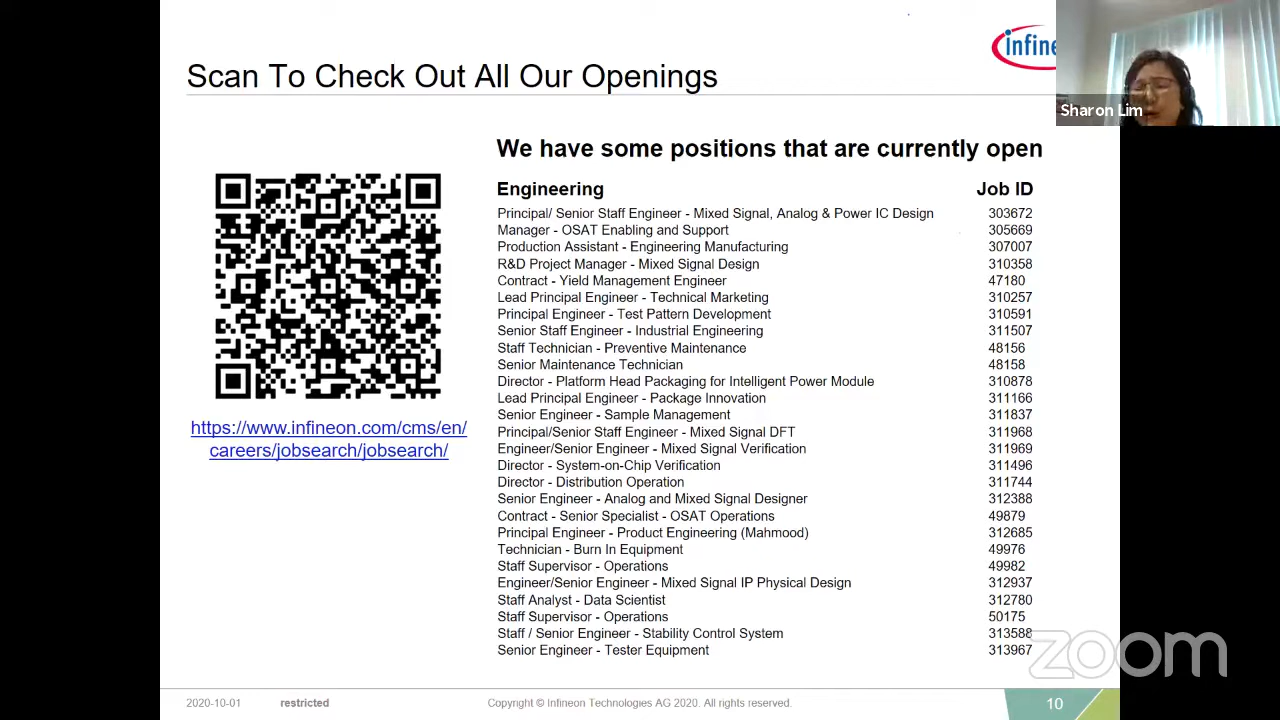 infine
Scan To Check Out All Our Openings
Sharon Lim
We have some positions that are currently open
Engineering Job ID
Principal/ Senior Staff Engineer - Mixed Signal, Analog & Power IC Design 303672
Manager - OSAT Enabling and Support 305669
Production Assistant - Engineering Manufacturing 307007
R&D Project Manager - Mixed Signal Design 310358
Contract - Yield Management Engineer 47180
Lead Principal Engineer - Technical Marketing 310257
Principal Engineer - Test Pattern Development 310591
Senior Staff Engineer - Industrial Engineering 311507
Staff Technician - Preventive Maintenance 48156
Senior Maintenance Technician 48158
Director - Platform Head Packaging for Intelligent Power Module 310878
Lead Principal Engineer - Package Innovation 311166
Senior Engineer - Sample Management 311837
Principal/Senior Staff Engineer - Mixed Signal DFT 311968
Engineer/Senior Engineer - Mixed Signal Verification 311969
Director - System-on-Chip Verification 311496
Director - Distribution Operation 311744
Senior Engineer - Analog and Mixed Signal Designer 312388
Contract - Senior Specialist - OSAT Operations 49879
Principal Engineer - Product Engineering (Mahmood) 312685
Technician - Burn In Equipment 49976
Staff Supervisor - Operations 49982
Engineer/Senior Engineer - Mixed Signal IP Physical Design 312937
Staff Analyst - Data Scientist 312780
Staff Supervisor - Operations 50175
Staff / Senior Engineer - Stability Control System 313588
Senior Engineer - Tester Equipment 313967
https://www.infineon.com/cms/en/
careers/jobsearch/jobsearch/
zoom
2020-10-01 restricted Copyright © Infineon Technologies AG 2020. All rights reserved. 10